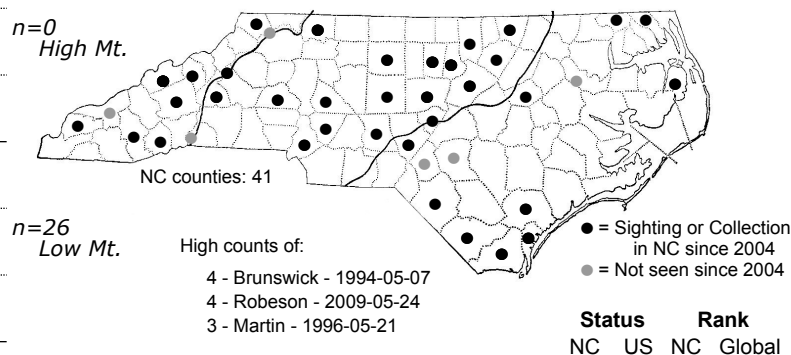 n=0
High Mt.
NC counties: 41
n=26
Low Mt.
High counts of:
4 - Brunswick - 1994-05-07
4 - Robeson - 2009-05-24
3 - Martin - 1996-05-21
● = Sighting or Collection
in NC since 2004
● = Not seen since 2004
Status Rank
NC US NC Global